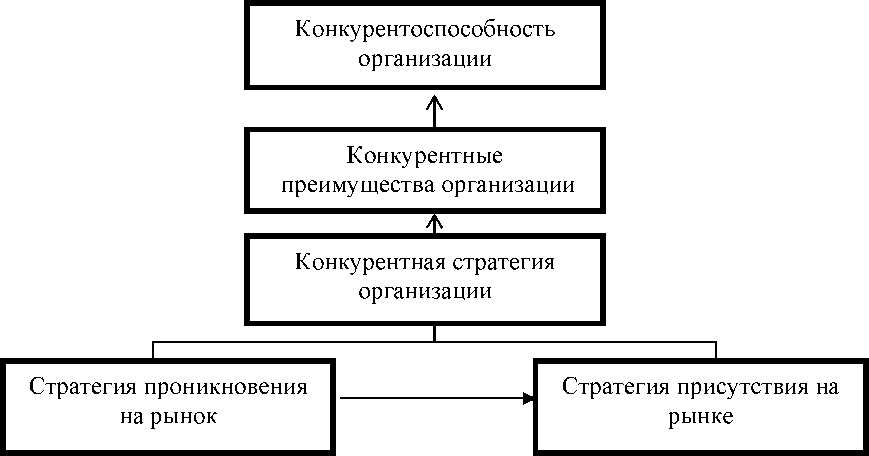 Конкурентоспособность
организации
Конкурентные
преимущества организации
Конкурентная стратегия
организации
Стратегия проникновения
на рынок
Стратегия присутствия на
рынке